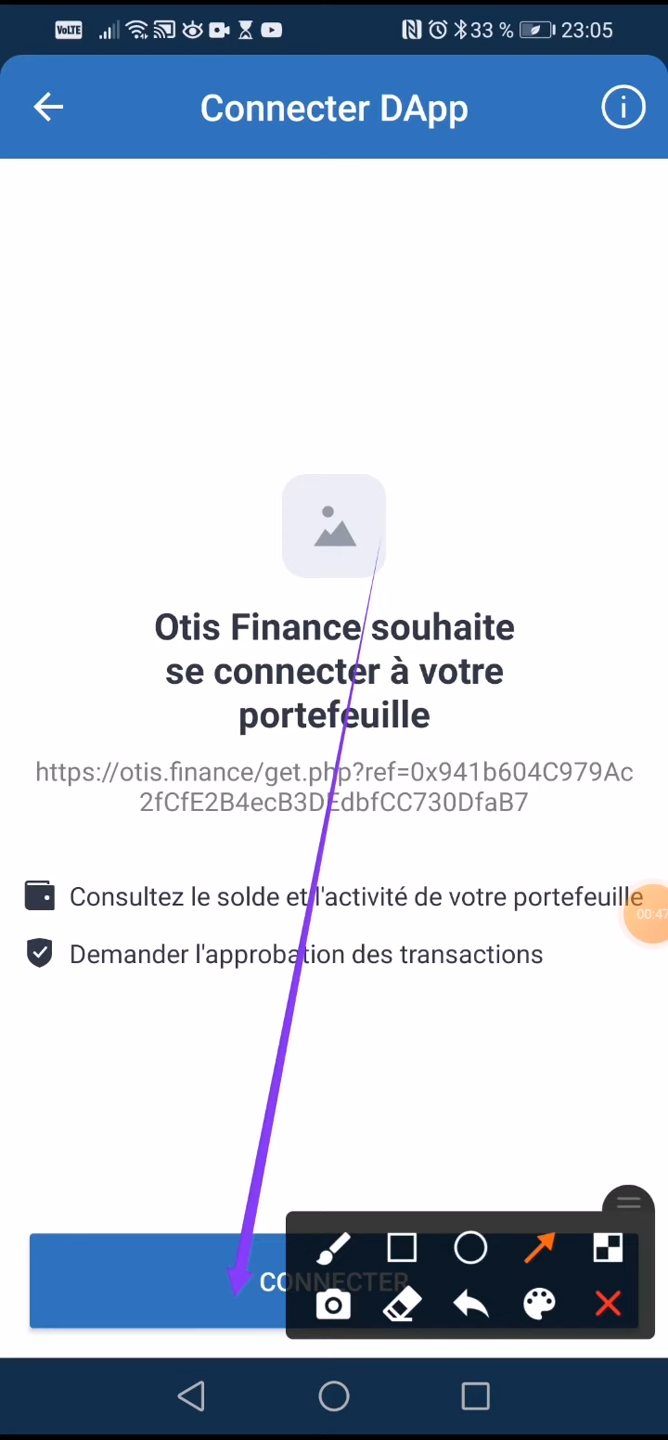 VoLTE 33 % 23:05
Connecter DApp
Otis Finance souhaite
se connecter à votre
portefeuille
https://otis.finance/get.php?ref=0x941b604C979Ac
2fCfE2B4ecB3DEdbfCC730DfaB7
Consultez le solde et l'activité de votre portefeuille
00:47
Demander l'approbation des transactions
CONNECTER